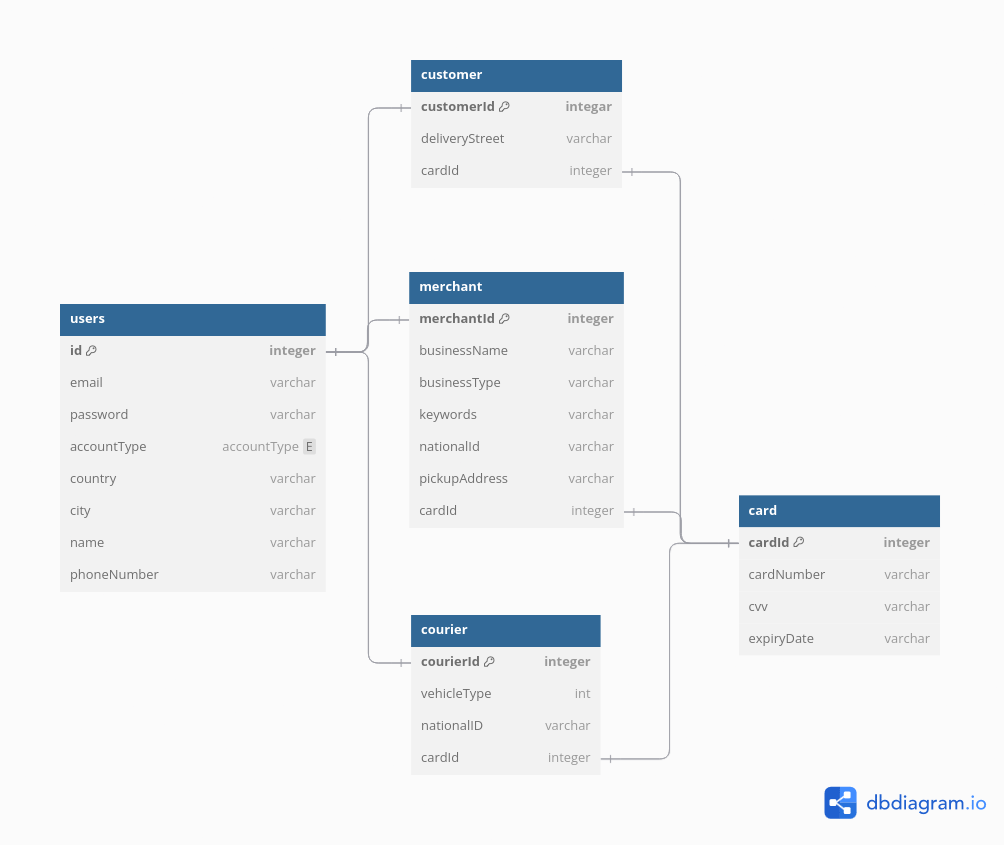 customer
customerId integar
deliveryStreet varchar
cardId integer
merchant
merchantId integer
businessName varchar
businessType varchar
keywords varchar
nationalId varchar
pickupAddress varchar
cardId integer
users
id integer
email varchar
password varchar
accountType accountType E
country varchar
city varchar
name varchar
phoneNumber varchar
card
cardId integer
cardNumber varchar
cvv varchar
expiryDate varchar
courier
courierId integer
vehicleType int
nationalID varchar
cardId integer
dbdiagram.io